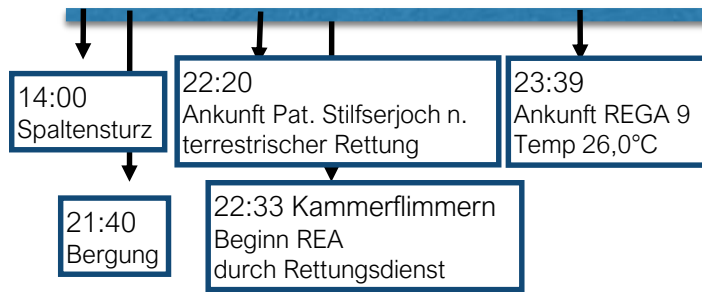 14:00
Spaltensturz
22:20
Ankunft Pat. Stilfserjoch n.
terrestrischer Rettung
23:39
Ankunft REGA 9
Temp 26,0°C
21:40
Bergung
22:33 Kammerflimmern
Beginn REA
durch Rettungsdienst